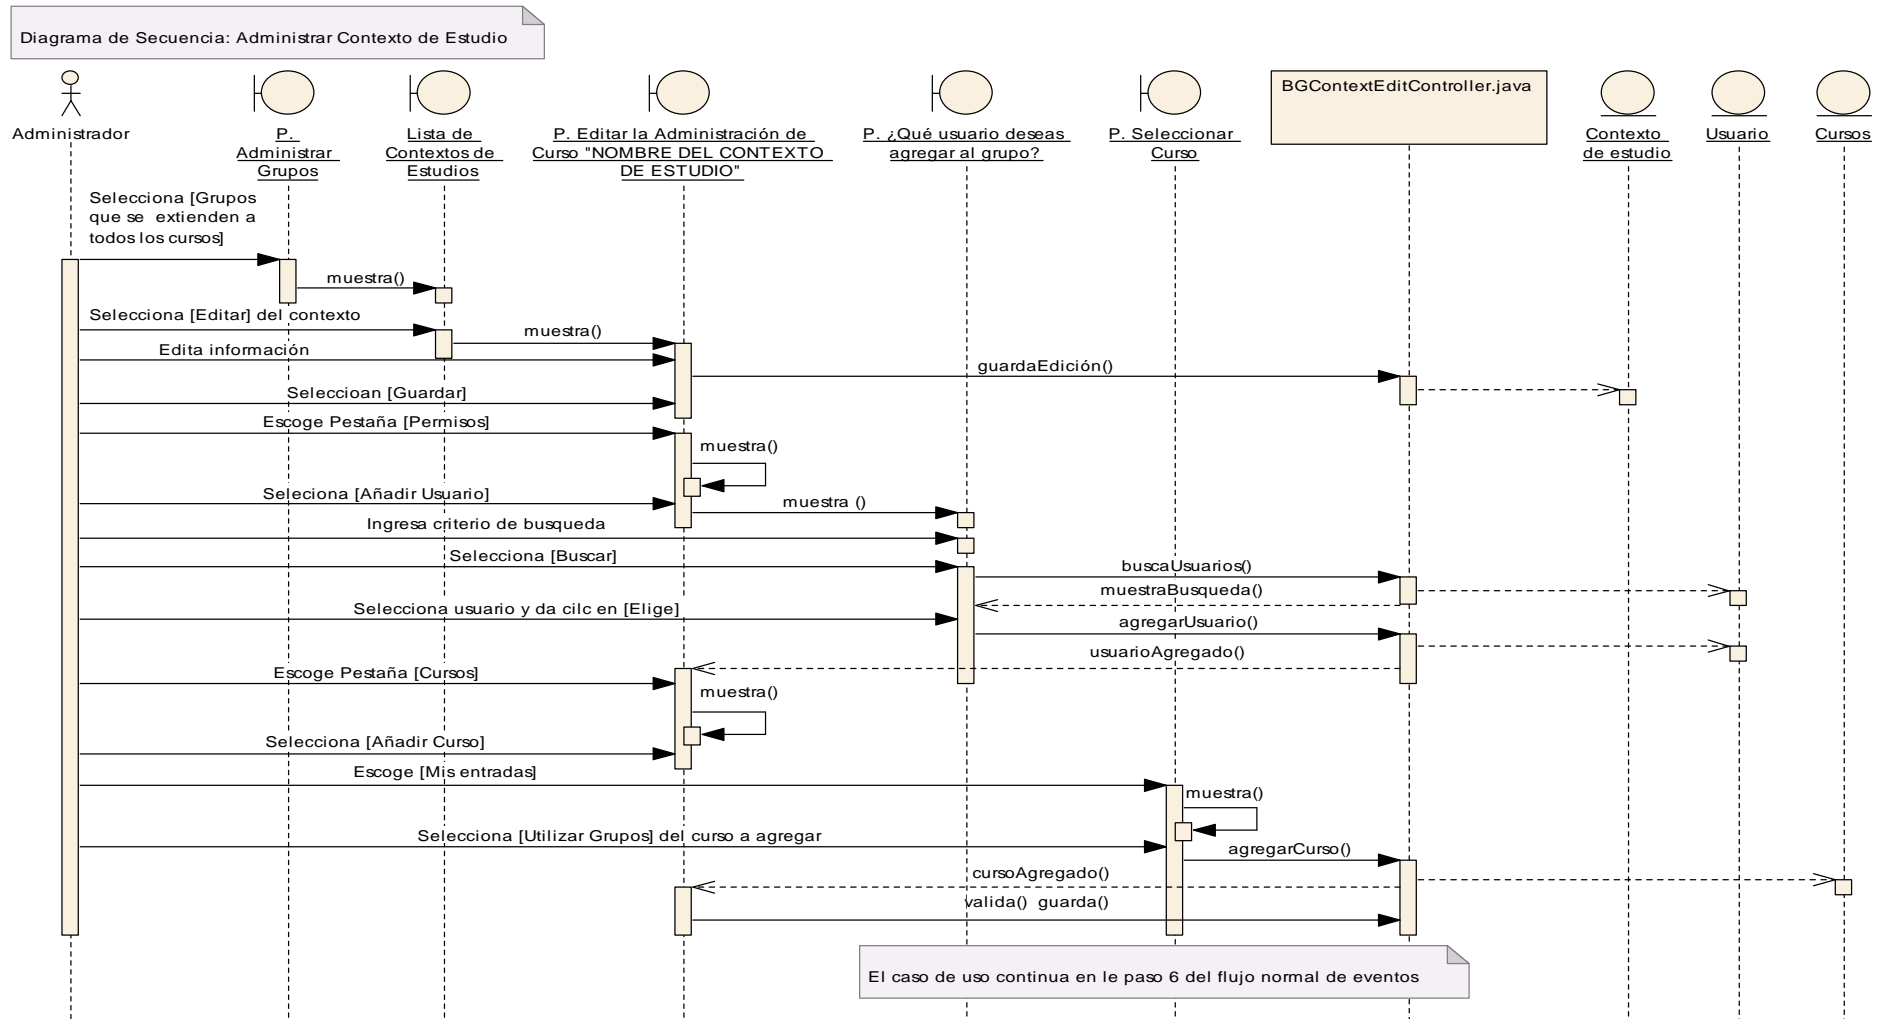 Diagrama de Secuencia: Administrar Contexto de Estudio
Administrador
P.
Administrar
Grupos
Lista de
Contextos de
Estudios
P. Editar la Administración de
Curso "NOMBRE DEL CONTEXTO
DE ESTUDIO"
P. ¿Qué usuario deseas
agregar al grupo?
P. Seleccionar
Curso
BGContextEditController.java
Contexto
de estudio
Usuario
Cursos
Selecciona [Grupos
que se extienden a
todos los cursos]
muestra()
Selecciona [Editar] del contexto
muestra()
Edita información
guardaEdición()
Seleccioan [Guardar]
Escoge Pestaña [Permisos]
muestra()
Seleciona [Añadir Usuario]
muestra ()
Ingresa criterio de busqueda
Selecciona [Buscar]
buscaUsuarios()
muestraBusqueda()
Selecciona usuario y da cilc en [Elige]
agregarUsuario()
usuarioAgregado()
Escoge Pestaña [Cursos]
muestra()
Selecciona [Añadir Curso]
Escoge [Mis entradas]
muestra()
Selecciona [Utilizar Grupos] del curso a agregar
agregarCurso()
cursoAgregado()
valida() guarda()
El caso de uso continua en le paso 6 del flujo normal de eventos